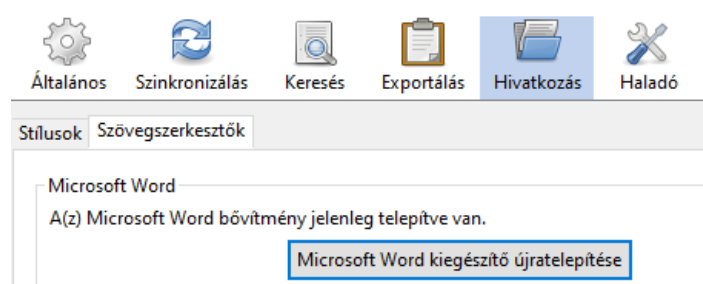 Általános Szinkronizálás Keresés Exportálás Hivatkozás Haladó
Stílusok Szövegszerkesztők
Microsoft Word
A(z) Microsoft Word bővítmény jelenleg telepítve van.
Microsoft Word kiegészítő újratelepítése